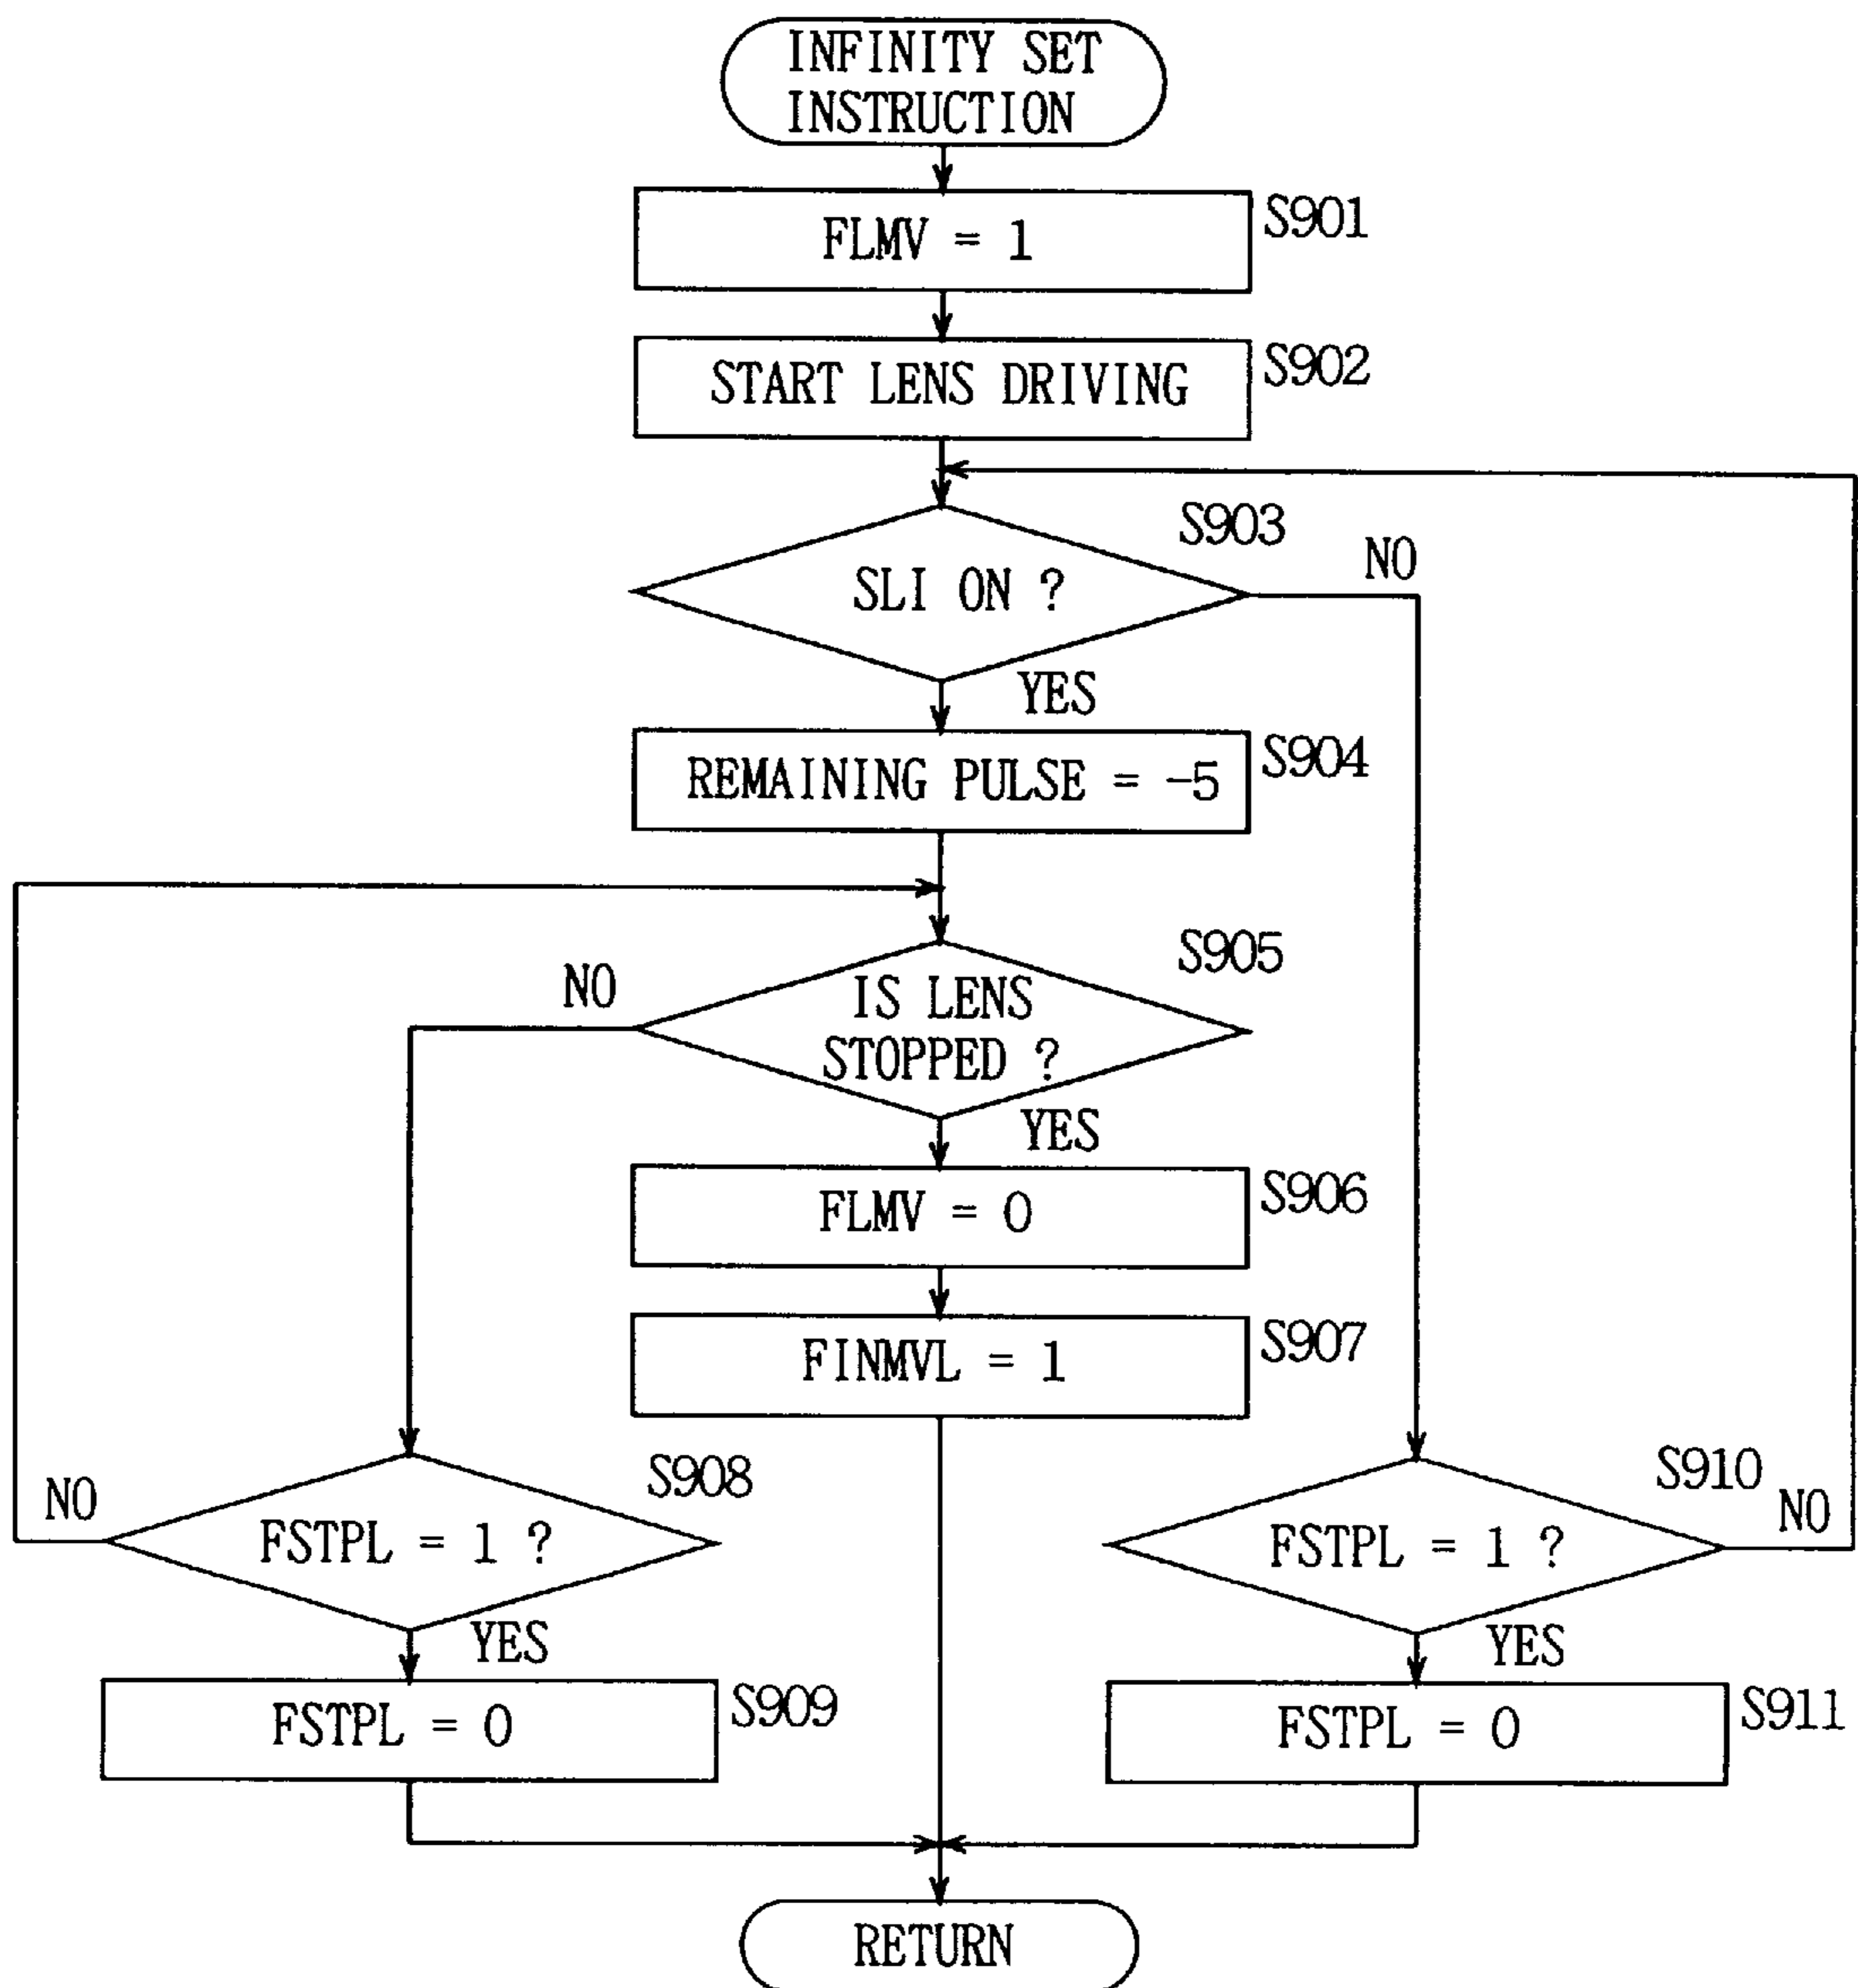 INFINITY SET
INSTRUCTION
FLMV = 1
S901
START LENS DRIVING
S902
S903
SLI ON ?
NO
YES
REMAINING PULSE = -5
S904
S905
NO
IS LENS
STOPPED ?
YES
FLMV = 0
S906
FINMVL = 1
S907
S908
NO
FSTPL = 1 ?
YES
FSTPL = 0
S909
S910
NO
FSTPL = 1 ?
YES
FSTPL = 0
S911
RETURN